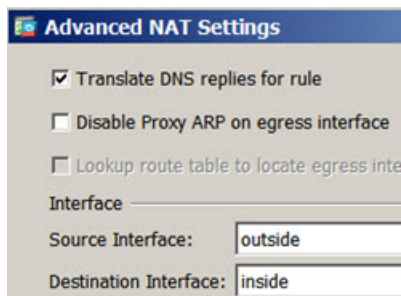 Advanced NAT Settings
Translate DNS replies for rule
Disable Proxy ARP on egress interface
Lookup route table to locate egress inte
Interface
Source Interface: outside
Destination Interface: inside